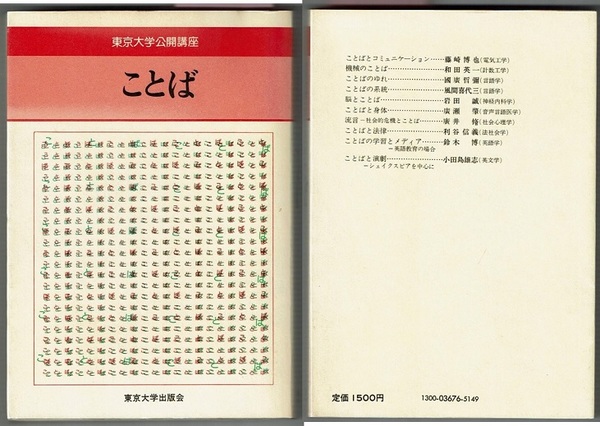 東京大学公開講座
ことば
東京大学出版会
ことばとコミュニケーション……藤崎博也(電気工学)
機械のことば……和田英一(計数工学)
ことばのゆれ……國廣哲彌(言語学)
ことばの系統……風間喜代三(言語学)
脳とことば……岩田 誠(神経内科学)
ことばと身体……廣瀬 肇(音声言語医学)
流言－社会的危機とことば……廣井 脩(社会心理学)
ことばと法律……利谷信義(法社会学)
ことばの学習とメディア……鈴木 博(英語学)
－英語教育の場合
ことばと演劇……小田島雄志(英文学)
－シェイクスピアを中心に
定価 1500円
1300-03676-5149